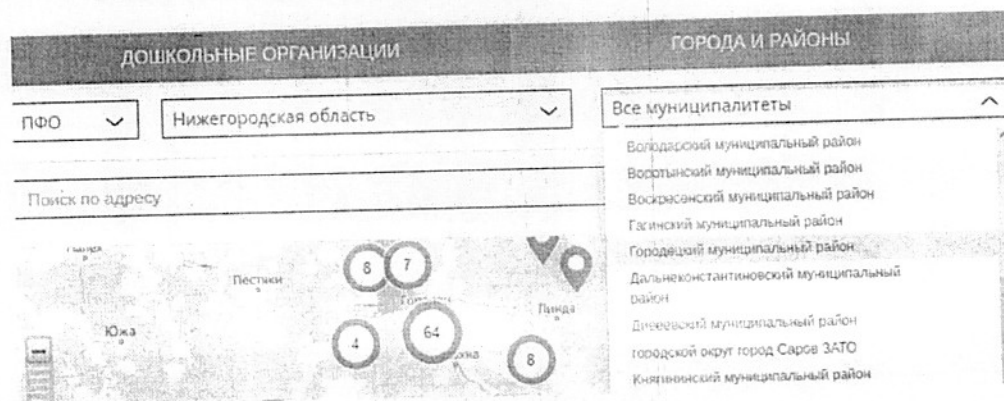 ДОШКОЛЬНЫЕ ОРГАНИЗАЦИИ
ГОРОДА И РАЙОНЫ
ПФО
Нижегородская область
Все муниципалитеты
Володарский муниципальный район
Воротынский муниципальный район
Воскресенский муниципальный район
Гагинский муниципальный район
Городецкий муниципальный район
Дальнеконстантиновский муниципальный
район
Дивеевский муниципальный район
городской округ город Саров ЗАТО
Княгининский муниципальный район
Поиск по адресу
8
7
Пестяки
Линда
Южа
4
64
8